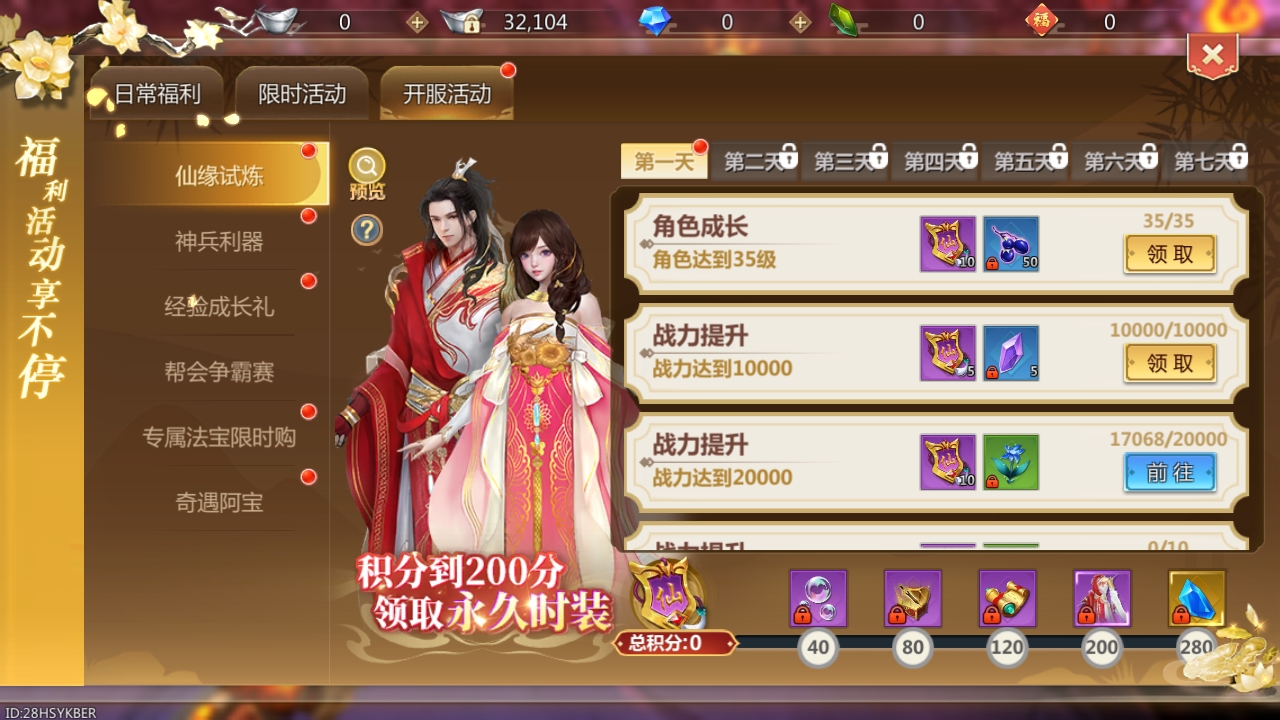 0
32,104
0
0
福
0
日常福利
限时活动
开服活动
福利活动享不停
仙缘试炼
神兵利器
经验成长礼
帮会争霸赛
专属法宝限时购
奇遇阿宝
预览
?
第一天
第二天
第三天
第四天
第五天
第六天
第七天
角色成长
角色达到35级
仙
10
50
35/35
领取
战力提升
战力达到10000
仙
5
5
10000/10000
领取
战力提升
战力达到20000
仙
10
17068/20000
前往
战力提升
0/10
积分到200分
领取永久时装
仙
总积分:0
40
80
120
200
280
ID:28HSYKBER